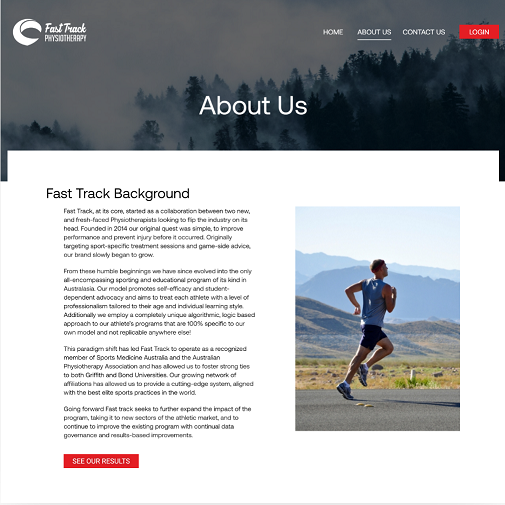 Fast Track
PHYSIOTHERAPY
HOME
ABOUT US
CONTACT US
LOGIN
About Us
Fast Track Background
Fast Track, at its core, started as a collaboration between two new,
and fresh-faced Physiotherapists looking to flip the industry on its
head. Founded in 2014 our original quest was simple, to improve
performance and prevent injury before it occurred. Originally
targeting sport-specific treatment sessions and game-side advice,
our brand slowly began to grow.
From these humble beginnings we have since evolved into the only
all-encompassing sporting and educational program of its kind in
Australasia. Our model promotes self-efficacy and student-
dependent advocacy and aims to treat each athlete with a level of
professionalism tailored to their age and individual learning style.
Additionally we employ a completely unique algorithmic, logic based
approach to our athlete's programs that are 100% specific to our
own model and not replicable anywhere else!
This paradigm shift has led Fast Track to operate as a recognized
member of Sports Medicine Australia and the Australian
Physiotherapy Association and has allowed us to foster strong ties
to both Griffith and Bond Universities. Our growing network of
affiliations has allowed us to provide a cutting-edge system, aligned
with the best elite sports practices in the world.
Going forward Fast track seeks to further expand the impact of the
program, taking it to new sectors of the athletic market, and to
continue to improve the existing program with continual data
governance and results-based improvements.
SEE OUR RESULTS